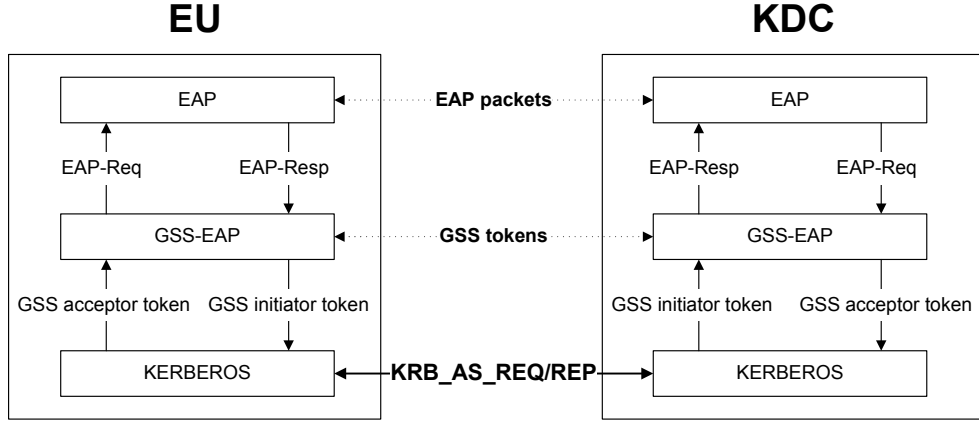 EU
KDC
EAP
EAP packets
EAP
EAP-Req
EAP-Resp
EAP-Resp
EAP-Req
GSS-EAP
GSS tokens
GSS-EAP
GSS acceptor token
GSS initiator token
GSS initiator token
GSS acceptor token
KERBEROS
KRB_AS_REQ/REP
KERBEROS